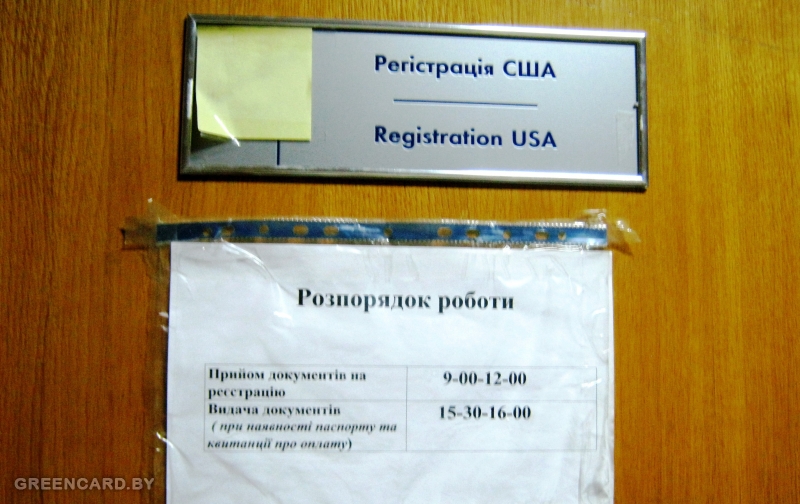 Реґістрація США
Registration USA
Розпорядок роботи
Прийом документів на
реєстрацію
9-00-12-00
Видача документів
( при наявності паспорту та
квитанції про оплату)
15-30-16-00
GREENCARD.BY